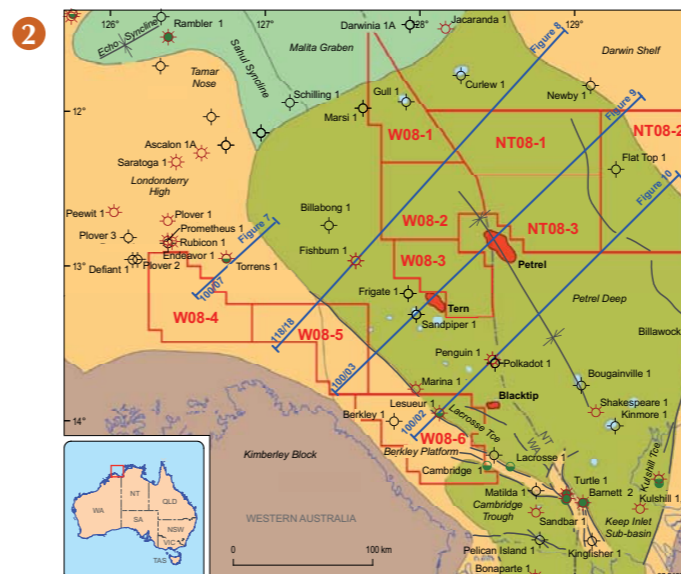 2
126°
127°
128°
129°
Rambler 1
Echo Syncline
Sahul Syncline
Malita Graben
Darwinia 1A
Jacaranda 1
Figure 8
Darwin Shelf
Tamar
Nose
Schilling 1
Gull 1
Curlew 1
Newby 1
Figure 9
12°
Marsi 1
W08-1
NT08-1
NT08-2
Ascalon 1A
Saratoga 1
Flat Top 1
Figure 10
Londonderry
High
Peewit 1
Plover 1
Billabong 1
W08-2
NT08-3
Prometheus 1
Rubicon 1
Figure 7
Plover 3
Endeavor 1
Fishburn 1
W08-3
Petrel
13°
Defiant 1
Plover 2
Torrens 1
100/07
Frigate 1
Tern
Petrel Deep
W08-4
W08-5
Sandpiper 1
118/18
Billawock
Penguin 1
Polkadot 1
100/03
Marina 1
Bougainville 1
Blacktip
Lesueur 1
Shakespeare 1
14°
100/02
Lacrosse Tce
Kinmore 1
Berkley 1
W08-6
NT
WA
Kimberley Block
Berkley Platform
Lacrosse 1
Kulshill Tce
Cambridge 1
Turtle 1
Barnett 2
Matilda 1
Kulshill 1
Cambridge
Trough
Sandbar 1
Keep Inlet
Sub-basin
WESTERN AUSTRALIA
Pelican Island 1
Kingfisher 1
Bonaparte 1
0
100 km
WA
NT
QLD
SA
NSW
VIC
TAS